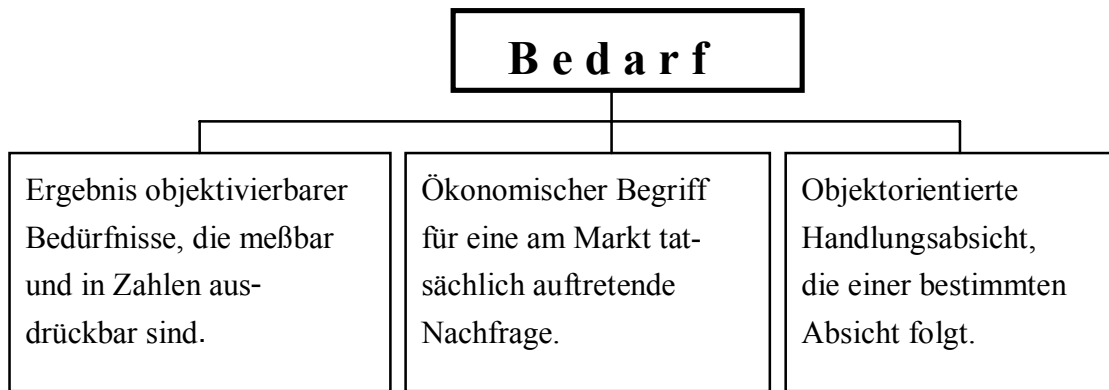 Bedarf
Ergebnis objektivierbarer
Bedürfnisse, die meßbar
und in Zahlen aus-
drückbar sind.
Ökonomischer Begriff
für eine am Markt tat-
sächlich auftretende
Nachfrage.
Objektorientierte
Handlungsabsicht,
die einer bestimmten
Absicht folgt.